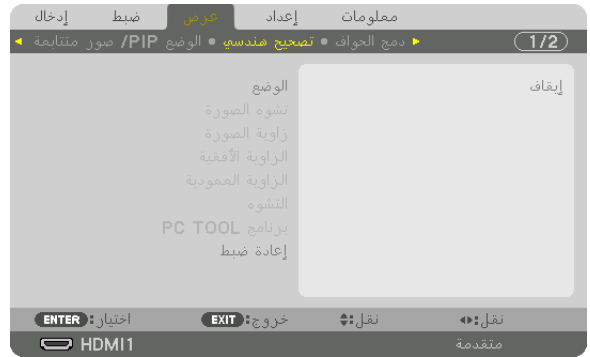 إدخال ضبط عرض إعداد معلومات
◄ صور متتابعة /PIP الوضع • تصحيح هندسي • دمج الحواف ► 1/2
الوضع إيقاف
تشوه الصورة
زاوية الصورة
الزاوية الأفقية
الزاوية العمودية
التشوه
برنامج PC TOOL
إعادة ضبط
ENTER :اختيار EXIT :خروج نقل: نقل:
HDMI1 متقدمة